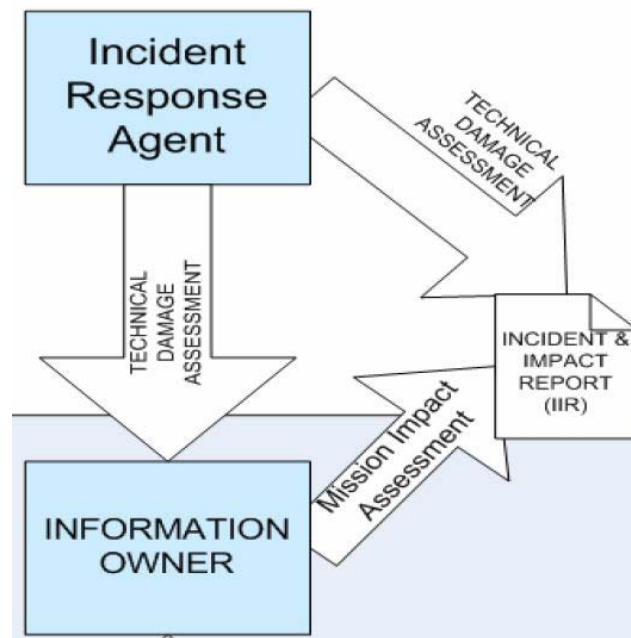 Incident
Response
Agent
TECHNICAL
DAMAGE
ASSESSMENT
TECHNICAL
DAMAGE
ASSESSMENT
INCIDENT &
IMPACT
REPORT
(IIR)
Mission Impact
Assessment
INFORMATION
OWNER